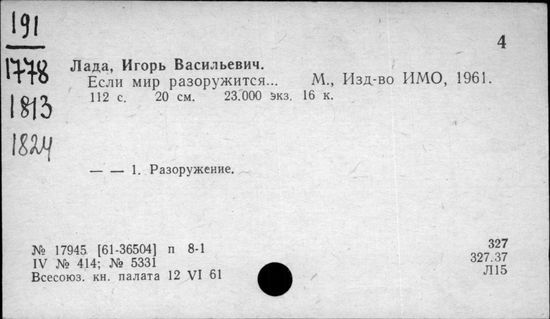 191
4
1778
1813
1824
Лада, Игорь Васильевич.
Если мир разоружится... М., Изд-во ИМО, 1961.
112 с. 20 см. 23.000 экз. 16 к.
— — 1. Разоружение.
№ 17945 [61-36504] п 8-1
IV № 414; № 5331
Всесоюз. кн. палата 12 VI 61
327
327.37
Л15